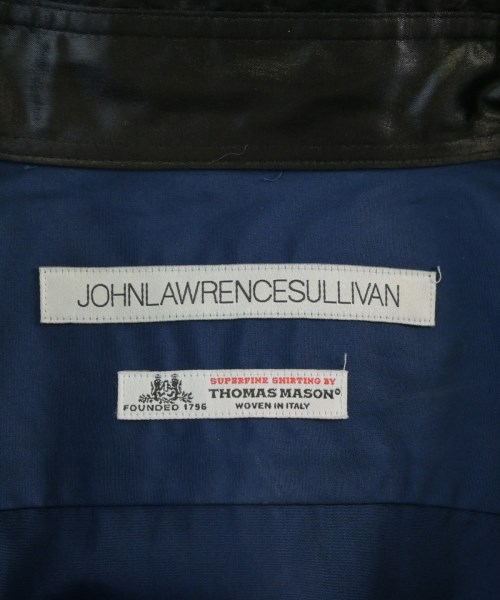 JOHNLAWRENCESULLIVAN
SUPERFINE SHIRTING BY
THOMAS MASON®
FOUNDED 1796
WOVEN IN ITALY